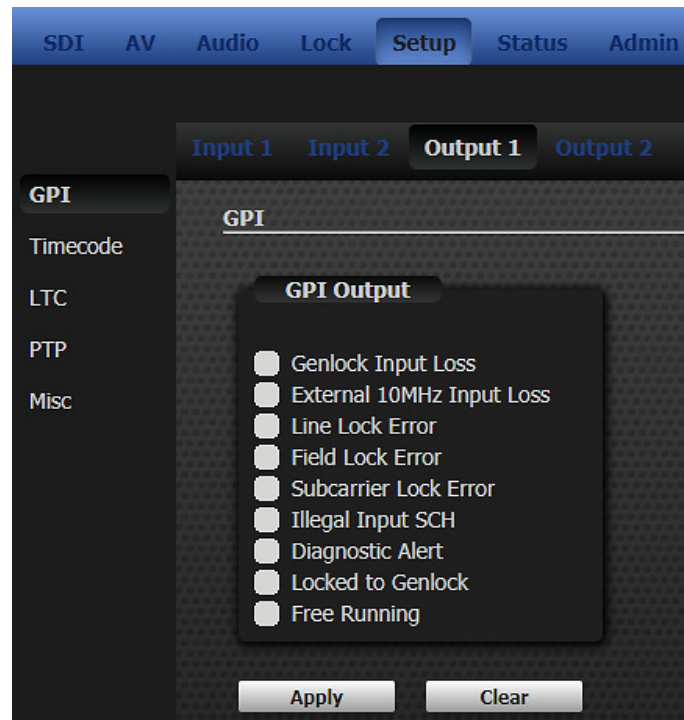 SDI AV Audio Lock Setup Status Admin
Input 1 Input 2 Output 1 Output 2
GPI
Timecode
LTC
PTP
Misc
GPI
GPI Output
Genlock Input Loss
External 10MHz Input Loss
Line Lock Error
Field Lock Error
Subcarrier Lock Error
Illegal Input SCH
Diagnostic Alert
Locked to Genlock
Free Running
Apply Clear